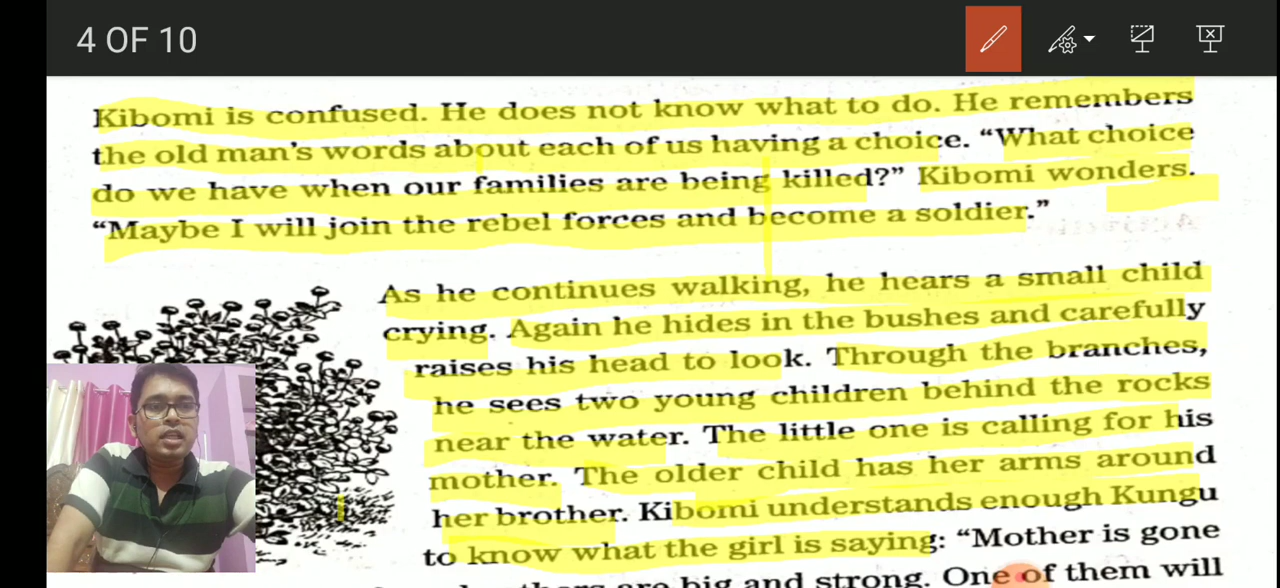 4 OF 10
Kibomi is confused. He does not know what to do. He remembers
the old man's words about each of us having a choice. “What choice
do we have when our families are being killed?” Kibomi wonders.
“Maybe I will join the rebel forces and become a soldier.”
As he continues walking, he hears a small child
crying. Again he hides in the bushes and carefully
raises his head to look. Through the branches,
he sees two young children behind the rocks
near the water. The little one is calling for his
mother. The older child has her arms around
her brother. Kibomi understands enough Kungu
to know what the girl is saying: “Mother is gone
are big and strong. One of them will